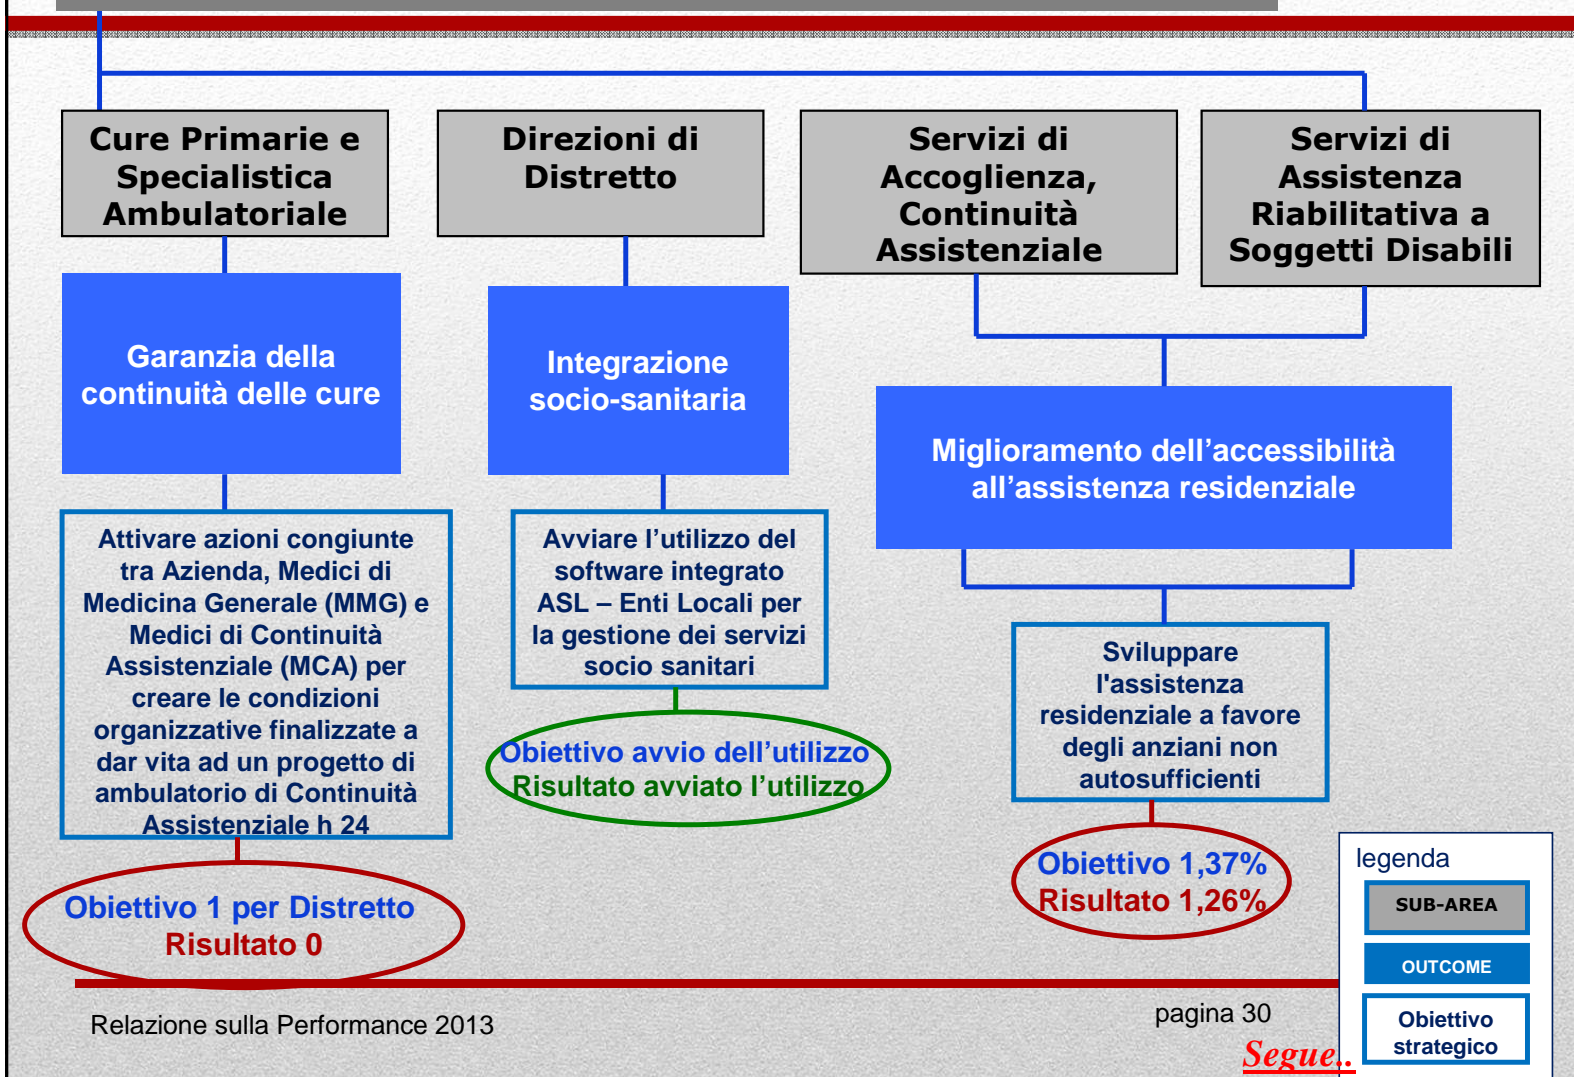 Cure Primarie e
Specialistica
Ambulatoriale
Direzioni di
Distretto
Servizi di
Accoglienza,
Continuità
Assistenziale
Servizi di
Assistenza
Riabilitativa a
Soggetti Disabili
Garanzia della
continuità delle cure
Integrazione
socio-sanitaria
Miglioramento dell’accessibilità
all’assistenza residenziale
Attivare azioni congiunte
tra Azienda, Medici di
Medicina Generale (MMG) e
Medici di Continuità
Assistenziale (MCA) per
creare le condizioni
organizzative finalizzate a
dar vita ad un progetto di
ambulatorio di Continuità
Assistenziale h 24
Avviare l’utilizzo del
software integrato
ASL – Enti Locali per
la gestione dei servizi
socio sanitari
Sviluppare
l'assistenza
residenziale a favore
degli anziani non
autosufficienti
Obiettivo 1 per Distretto
Risultato 0
Obiettivo avvio dell’utilizzo
Risultato avviato l’utilizzo
Obiettivo 1,37%
Risultato 1,26%
legenda
SUB-AREA
OUTCOME
Obiettivo
strategico
Relazione sulla Performance 2013
pagina 30
Segue..